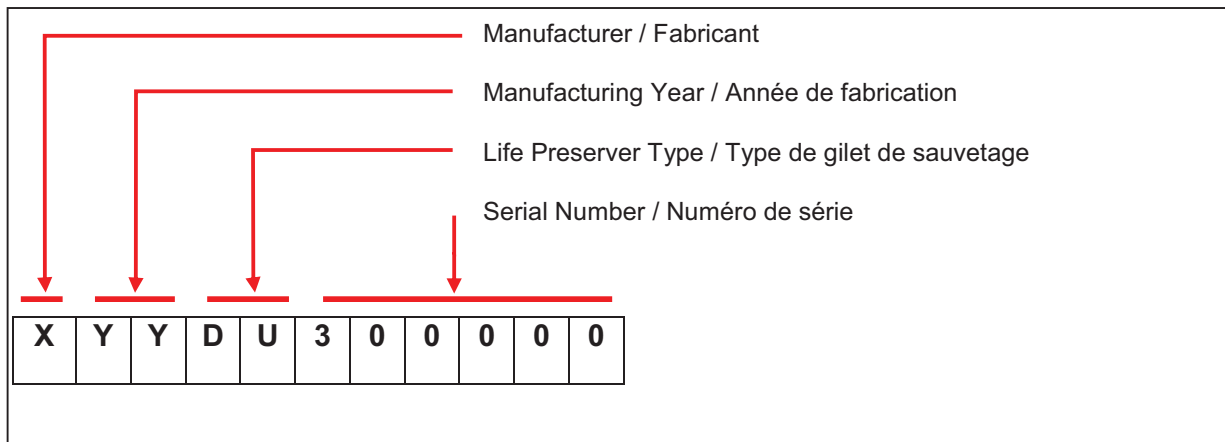 Manufacturer / Fabricant
Manufacturing Year / Année de fabrication
Life Preserver Type / Type de gilet de sauvetage
Serial Number / Numéro de série
X Y Y D U 3 0 0 0 0 0